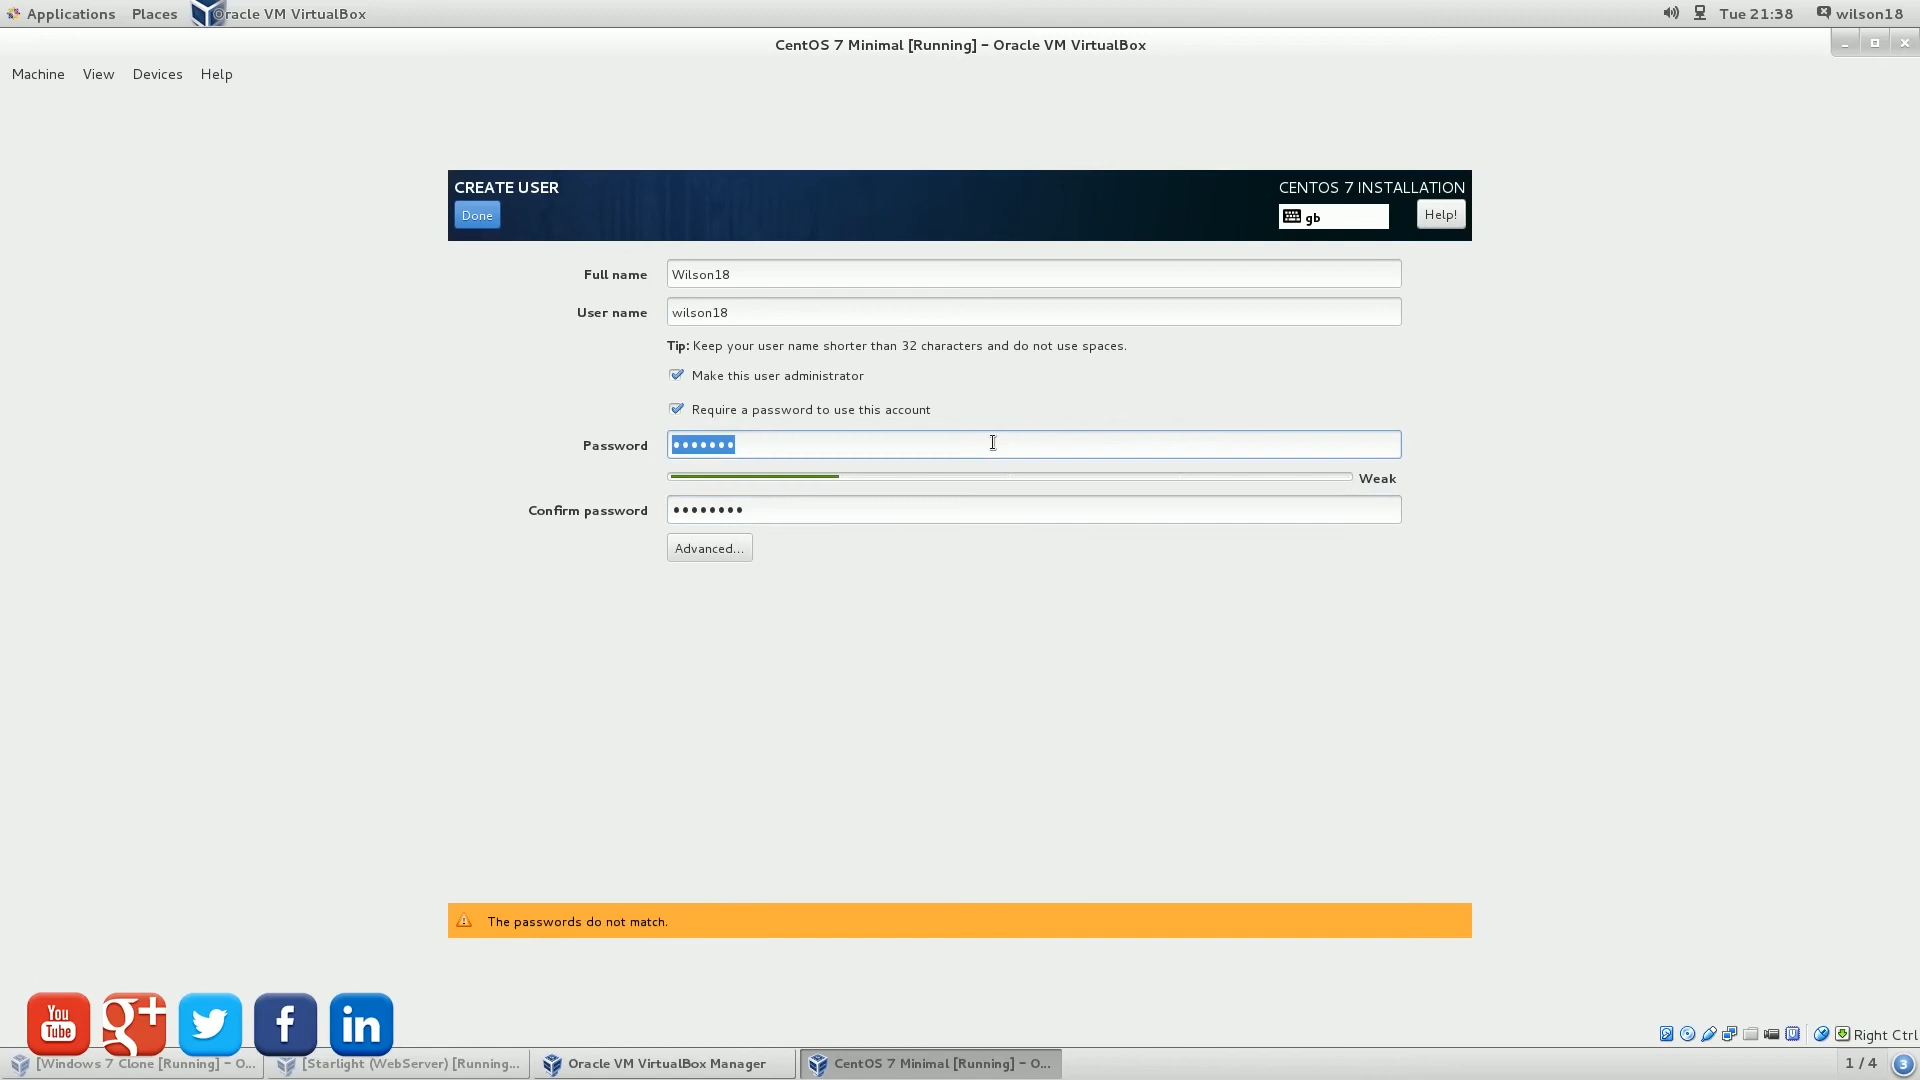 Applications Places Oracle VM VirtualBox Tue 21:38 wilson18
CentOS 7 Minimal [Running] - Oracle VM VirtualBox
Machine View Devices Help
CREATE USER CENTOS 7 INSTALLATION
Done gb Help!
Full name Wilson18
User name wilson18
Tip: Keep your user name shorter than 32 characters and do not use spaces.
Make this user administrator
Require a password to use this account
Password •••••••
Weak
Confirm password ••••••••
Advanced...
The passwords do not match.
You Tube g+ f in
Right Ctrl
[Windows 7 Clone [Running] - O... [Starlight (WebServer) [Running... Oracle VM VirtualBox Manager CentOS 7 Minimal [Running] - O... 1 / 4 3